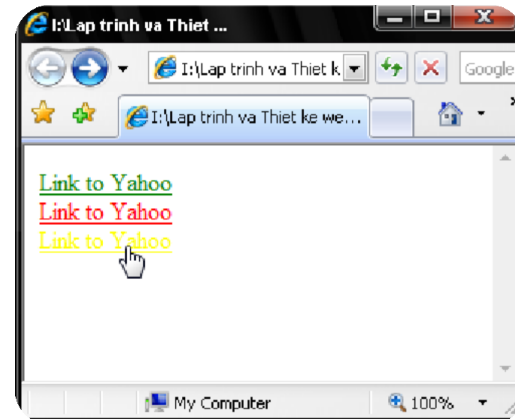 I:\Lap trinh va Thiet ...
I:\Lap trinh va Thiet k
Google
I:\Lap trinh va Thiet ke we...
Link to Yahoo
Link to Yahoo
Link to Yahoo
My Computer
100%